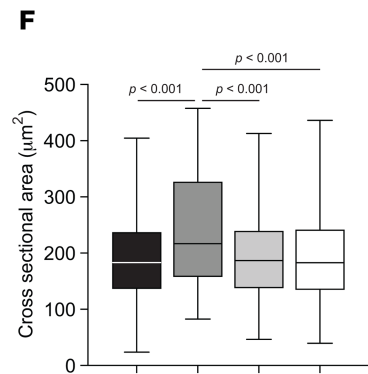 F
p < 0.001
p < 0.001 p < 0.001
500
400
300
200
100
0
Cross sectional area (µm²)